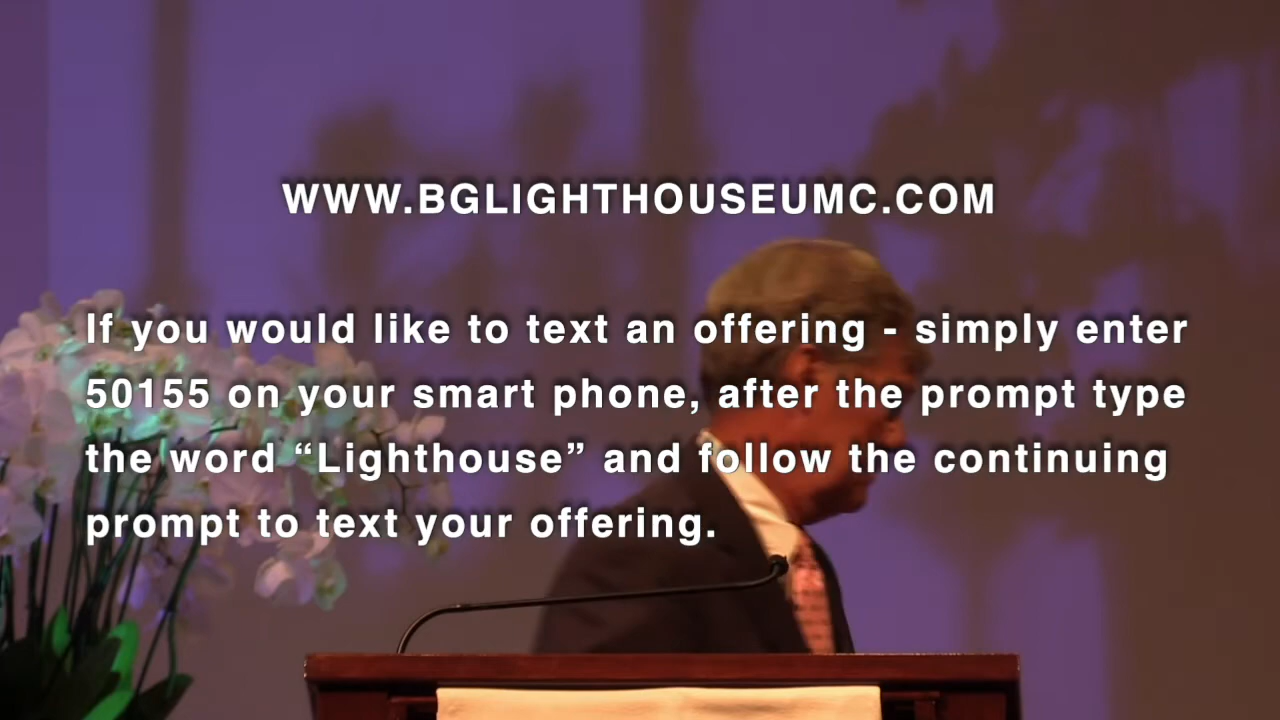 WWW.BGLIGHTHOUSEUMC.COM
If you would like to text an offering - simply enter
50155 on your smart phone, after the prompt type
the word “Lighthouse” and follow the continuing
prompt to text your offering.